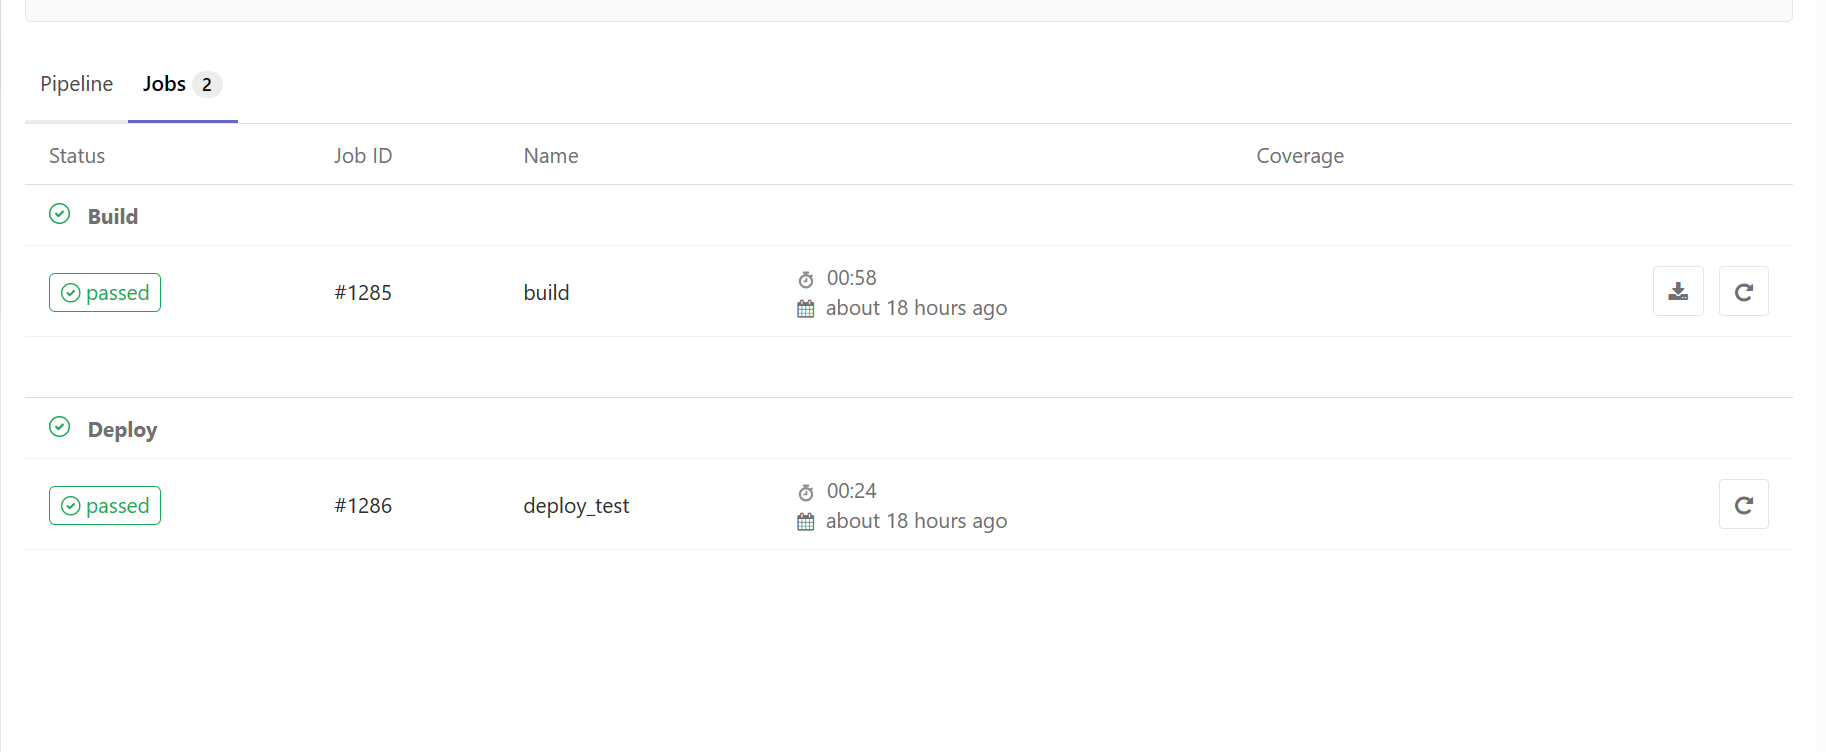 Pipeline Jobs 2
Status Job ID Name Coverage
Build
passed #1285 build 00:58
about 18 hours ago
Deploy
passed #1286 deploy_test 00:24
about 18 hours ago